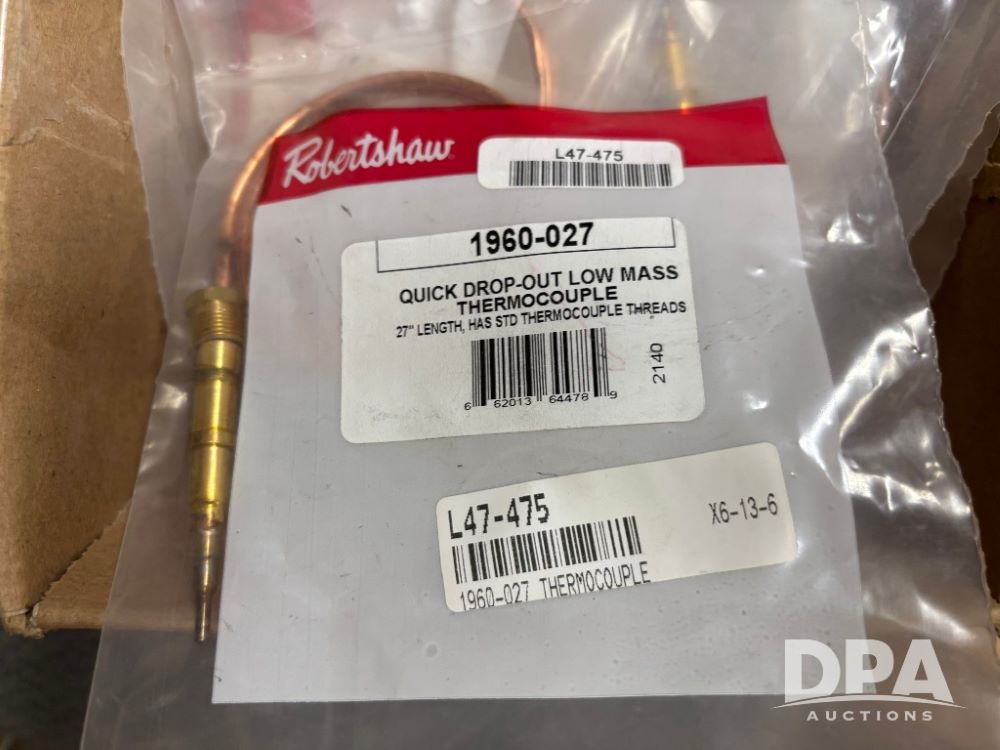 Robertshaw
L47-475
1960-027
QUICK DROP-OUT LOW MASS
THERMOCOUPLE
27" LENGTH, HAS STD THERMOCOUPLE THREADS
2140
6 62013 64478 9
L47-475
X6-13-6
1960-027 THERMOCOUPLE
DPA
AUCTIONS